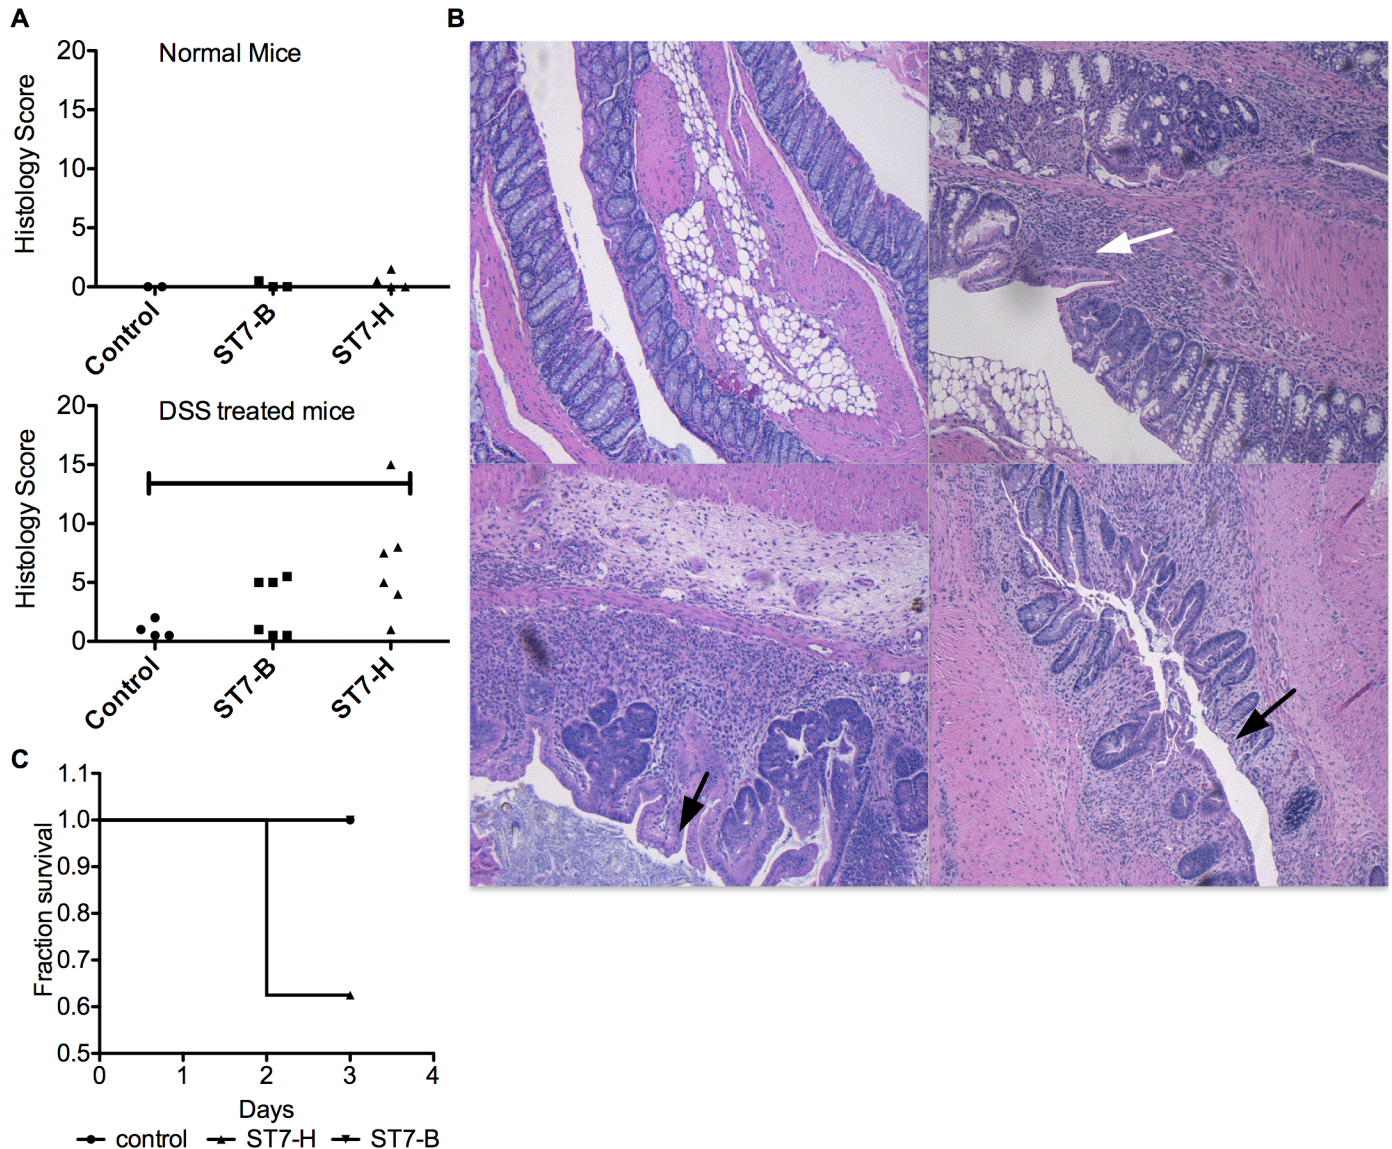 A
Normal Mice
20
15
10
5
0
Histology Score
Control
ST7-B
ST7-H
DSS treated mice
20
15
10
5
0
Histology Score
Control
ST7-B
ST7-H
B
C
1.1
1.0
0.9
0.8
0.7
0.6
0.5
Fraction survival
0 1 2 3 4
Days
control ST7-H ST7-B